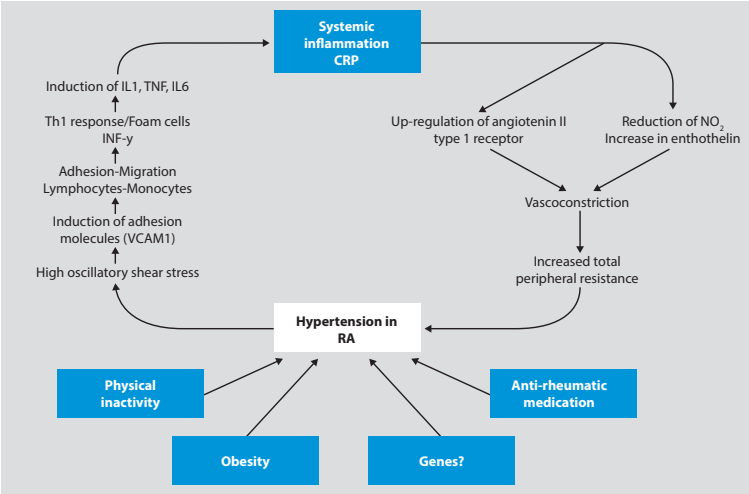 Systemic
inflammation
CRP
Induction of IL1, TNF, IL6
Th1 response/Foam cells
INF-y
Adhesion-Migration
Lymphocytes-Monocytes
Induction of adhesion
molecules (VCAM1)
High oscillatory shear stress
Up-regulation of angiotenin II
type 1 receptor
Reduction of NO₂
Increase in enthothelin
Vascoconstriction
Increased total
peripheral resistance
Hypertension in
RA
Physical
inactivity
Anti-rheumatic
medication
Obesity
Genes?